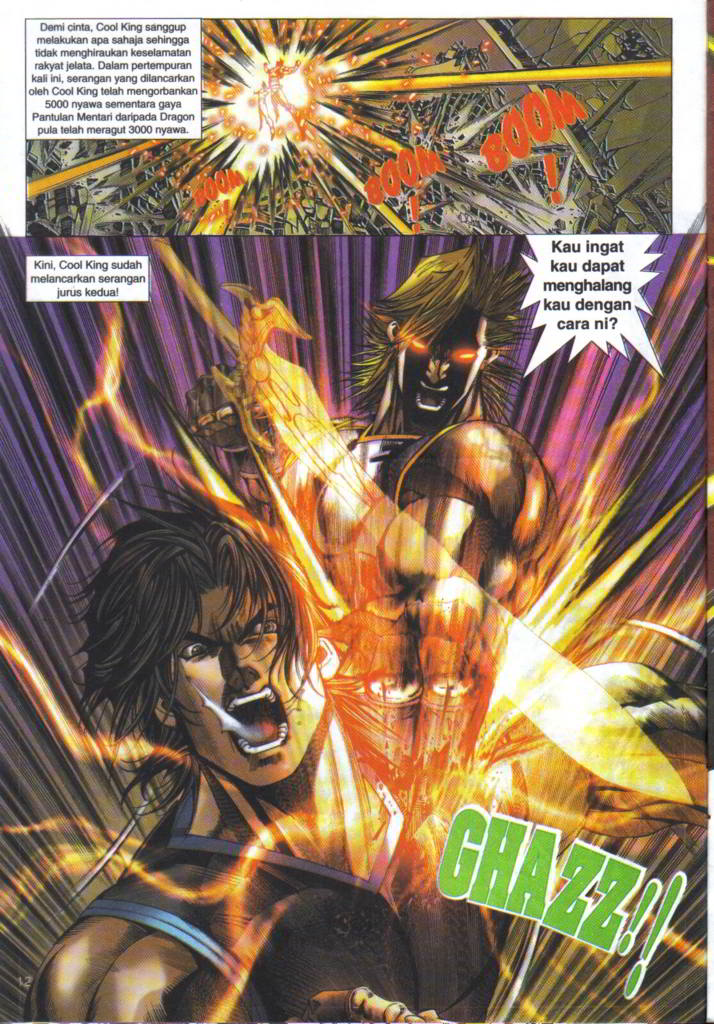 Demi cinta, Cool King sanggup
melakukan apa sahaja sehingga
tidak menghiraukan keselamatan
rakyat jelata. Dalam pertempuran
kali ini, serangan yang dilancarkan
oleh Cool King telah mengorbankan
5000 nyawa sementara gaya
Pantulan Mentari daripada Dragon
pula telah meragut 3000 nyawa.
BOOM
BOOM!
BOOM!
Kini, Cool King sudah
melancarkan serangan
jurus kedua!
Kau ingat
kau dapat
menghalang
kau dengan
cara ni?
GHAZZ!!
12